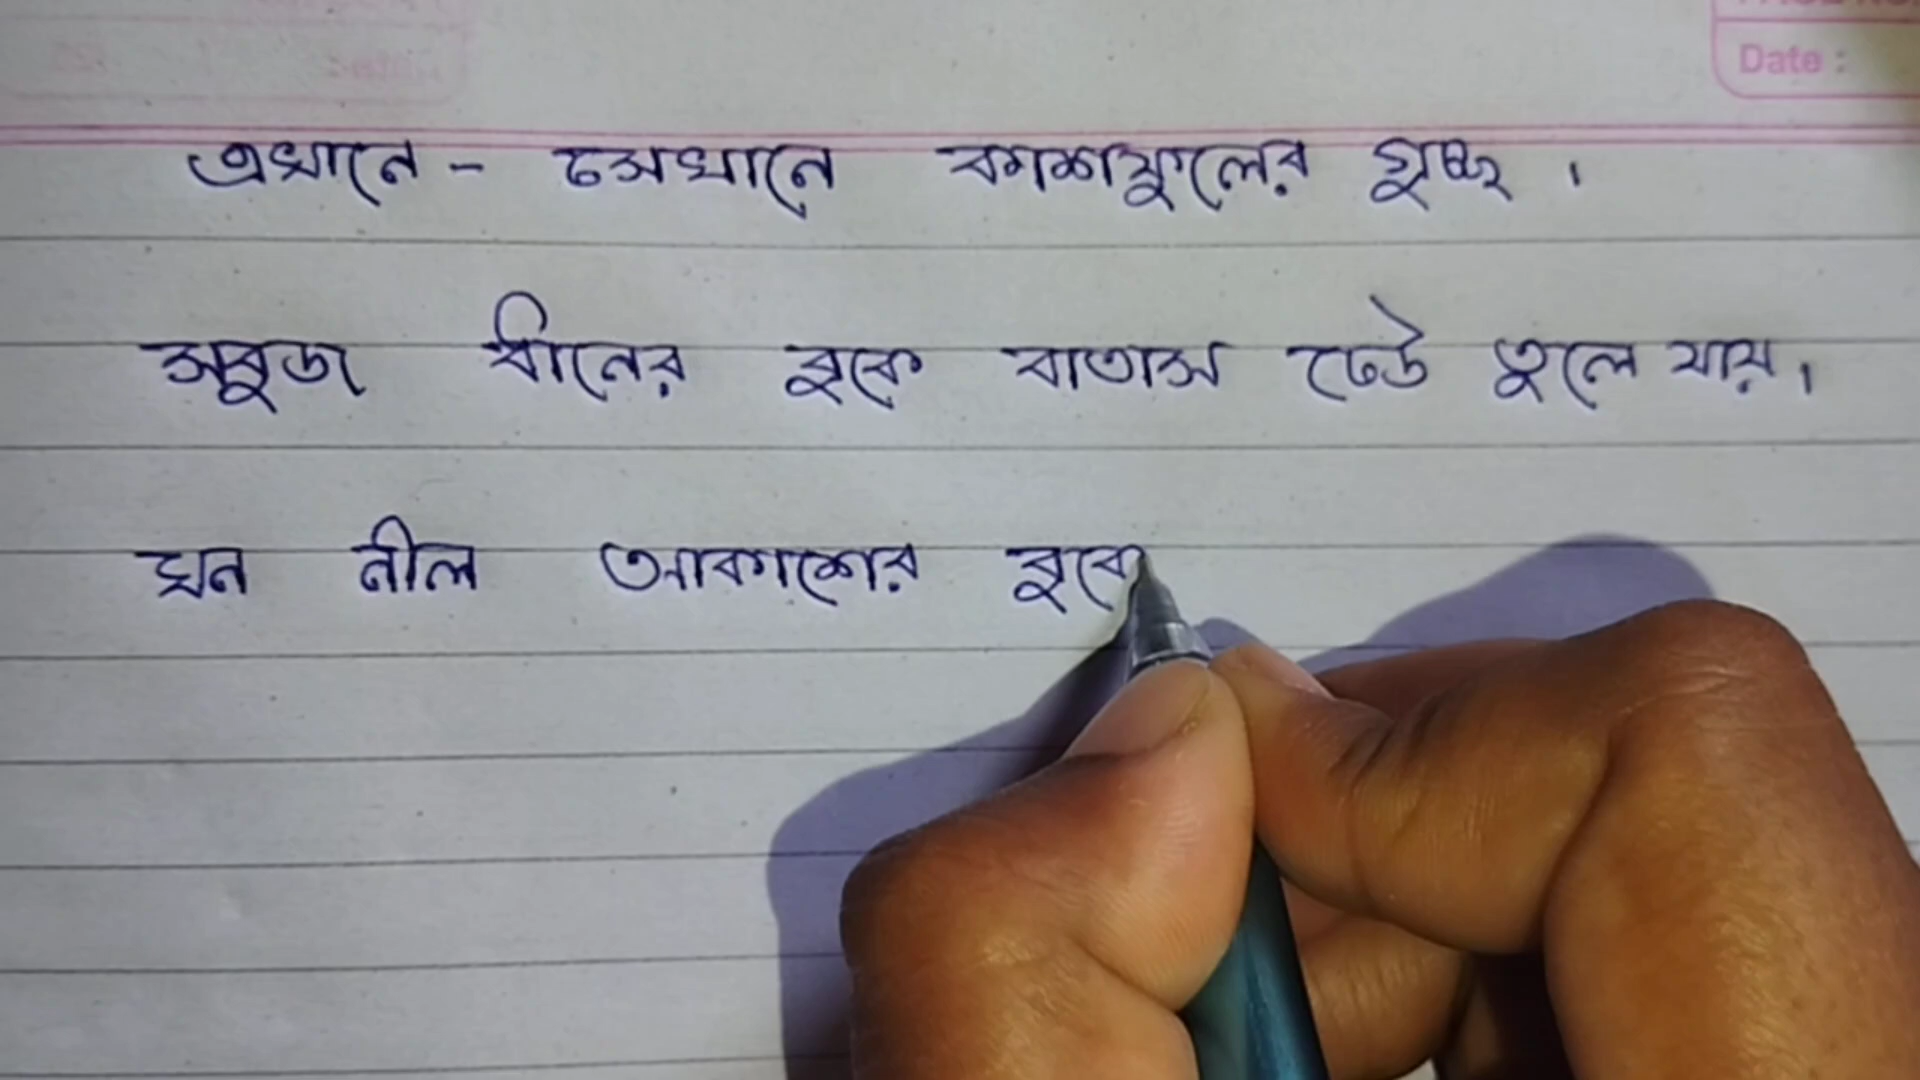 Date :
এখানে - সেখানে কাশফুলের গুচ্ছ ।
সবুজ ধানের বুকে বাতাস ঢেউ তুলে যায় ।
ঘন নীল আকাশের বুকে